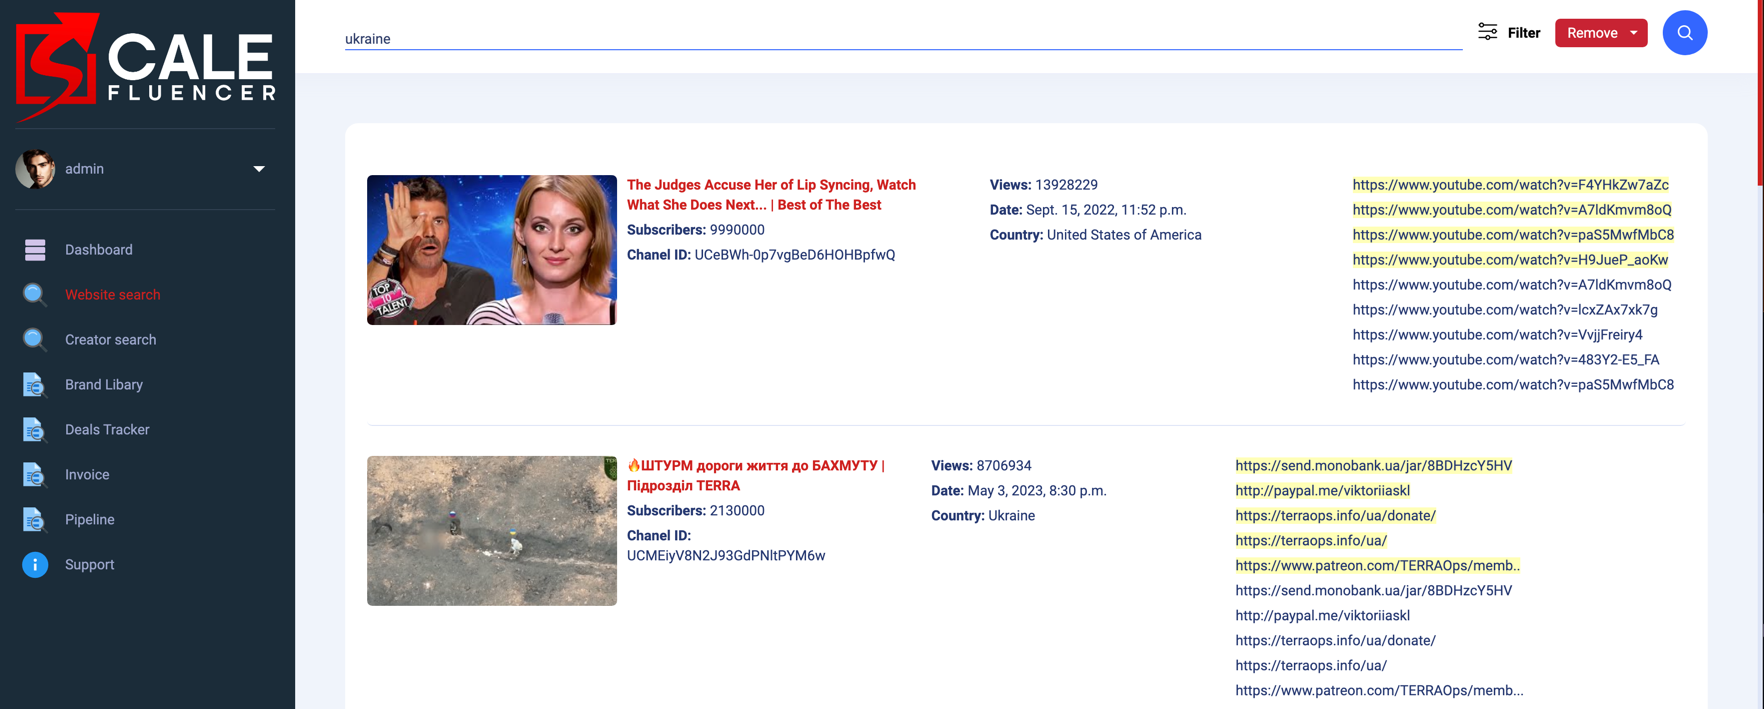 SCALE
FLUENCER
admin
Dashboard
Website search
Creator search
Brand Libary
Deals Tracker
Invoice
Pipeline
Support
ukraine
Filter
Remove
TOP
10
TALENT
The Judges Accuse Her of Lip Syncing, Watch
What She Does Next... | Best of The Best
Subscribers: 9990000
Chanel ID: UCeBWh-0p7vgBeD6HOHBpfwQ
Views: 13928229
Date: Sept. 15, 2022, 11:52 p.m.
Country: United States of America
https://www.youtube.com/watch?v=F4YHkZw7aZc
https://www.youtube.com/watch?v=A7ldKmvm8oQ
https://www.youtube.com/watch?v=paS5MwfMbC8
https://www.youtube.com/watch?v=H9JueP_aoKw
https://www.youtube.com/watch?v=A7ldKmvm8oQ
https://www.youtube.com/watch?v=lcxZAx7xk7g
https://www.youtube.com/watch?v=VvjjFreiry4
https://www.youtube.com/watch?v=483Y2-E5_FA
https://www.youtube.com/watch?v=paS5MwfMbC8
🔥ШТУРМ дороги життя до БАХМУТУ |
Підрозділ TERRA
Subscribers: 2130000
Chanel ID:
UCMEiyV8N2J93GdPNltPYM6w
Views: 8706934
Date: May 3, 2023, 8:30 p.m.
Country: Ukraine
https://send.monobank.ua/jar/8BDHzcY5HV
http://paypal.me/viktoriiaskl
https://terraops.info/ua/donate/
https://terraops.info/ua/
https://www.patreon.com/TERRAOps/memb..
https://send.monobank.ua/jar/8BDHzcY5HV
http://paypal.me/viktoriiaskl
https://terraops.info/ua/donate/
https://terraops.info/ua/
https://www.patreon.com/TERRAOps/memb...